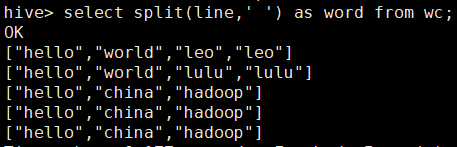 hive> select split(line,' ') as word from wc;
OK
["hello","world","leo","leo"]
["hello","world","lulu","lulu"]
["hello","china","hadoop"]
["hello","china","hadoop"]
["hello","china","hadoop"]